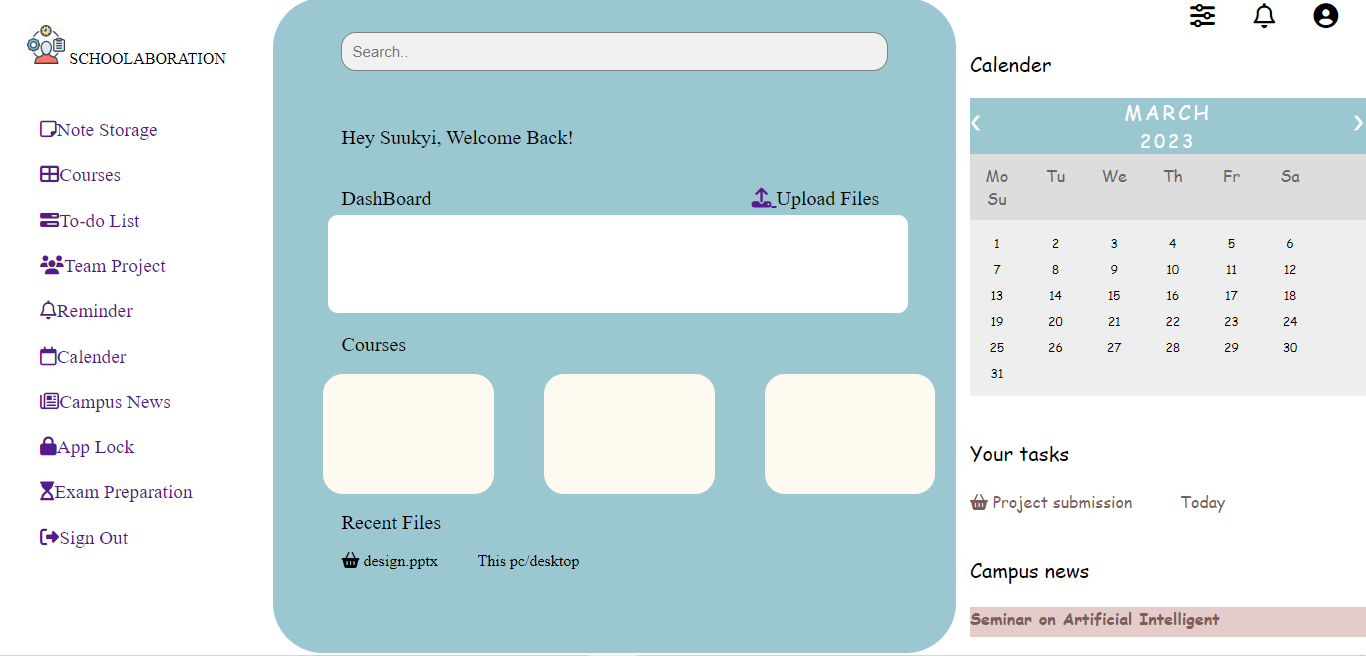 SCHOOLABORATION
Note Storage
Courses
To-do List
Team Project
Reminder
Calender
Campus News
App Lock
Exam Preparation
Sign Out
Search..
Hey Suukyi, Welcome Back!
DashBoard
Upload Files
Courses
Recent Files
design.pptx This pc/desktop
Calender
❮ MARCH ❯
2023
Mo Tu We Th Fr Sa
Su
1 2 3 4 5 6
7 8 9 10 11 12
13 14 15 16 17 18
19 20 21 22 23 24
25 26 27 28 29 30
31
Your tasks
Project submission Today
Campus news
Seminar on Artificial Intelligent